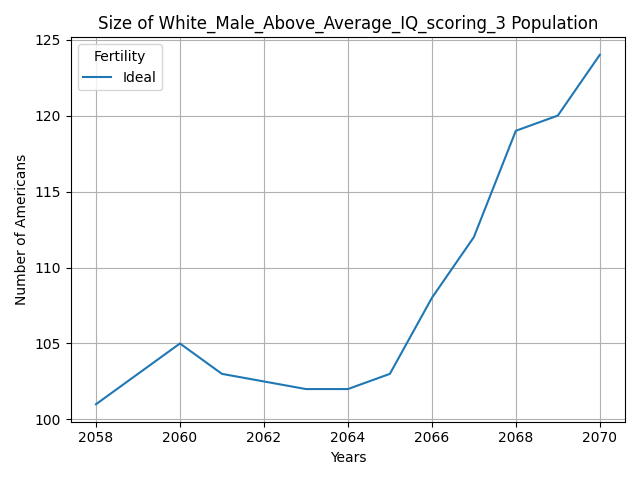 Size of White_Male_Above_Average_IQ_scoring_3 Population
Fertility
Ideal
125
120
115
110
105
100
Number of Americans
2058
2060
2062
2064
2066
2068
2070
Years